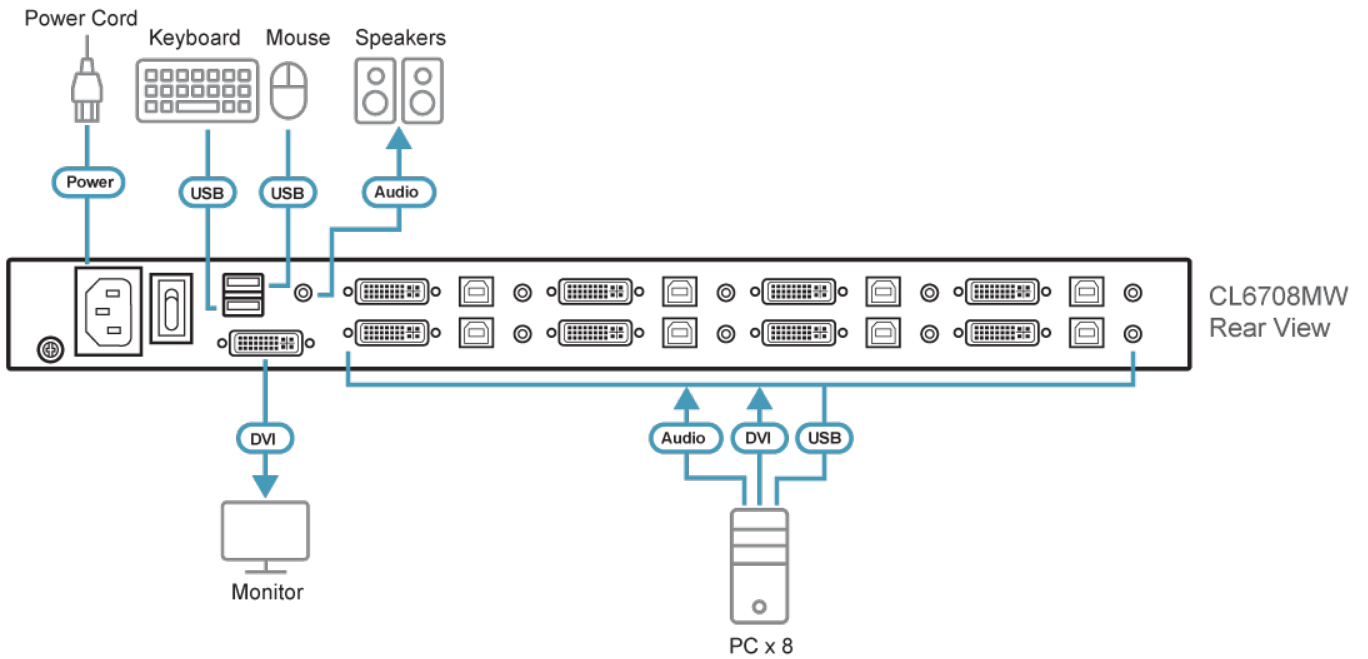 Power Cord
Keyboard
Mouse
Speakers
Power
USB
USB
Audio
CL6708MW
Rear View
DVI
Audio
DVI
USB
Monitor
PC x 8